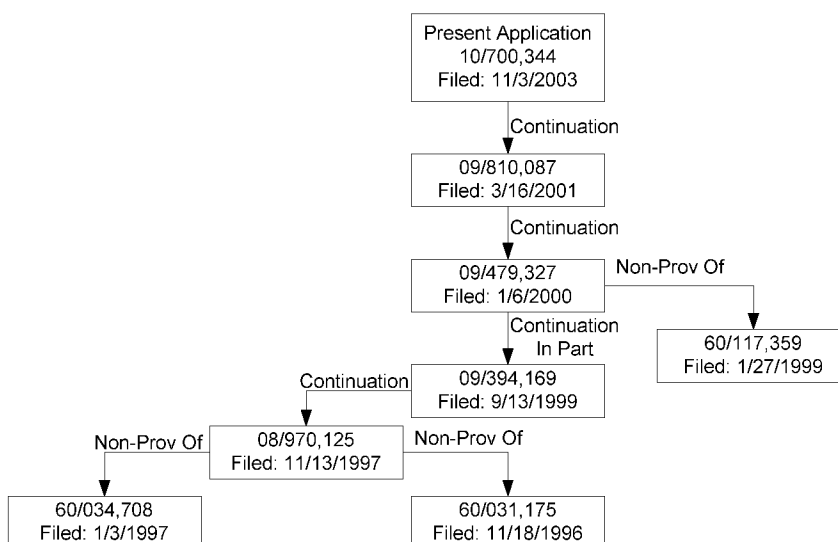 Present Application
10/700,344
Filed: 11/3/2003
Continuation
09/810,087
Filed: 3/16/2001
Continuation
09/479,327
Filed: 1/6/2000
Non-Prov Of
Continuation
In Part
60/117,359
Filed: 1/27/1999
Continuation
09/394,169
Filed: 9/13/1999
Non-Prov Of
08/970,125
Filed: 11/13/1997
Non-Prov Of
60/034,708
Filed: 1/3/1997
60/031,175
Filed: 11/18/1996